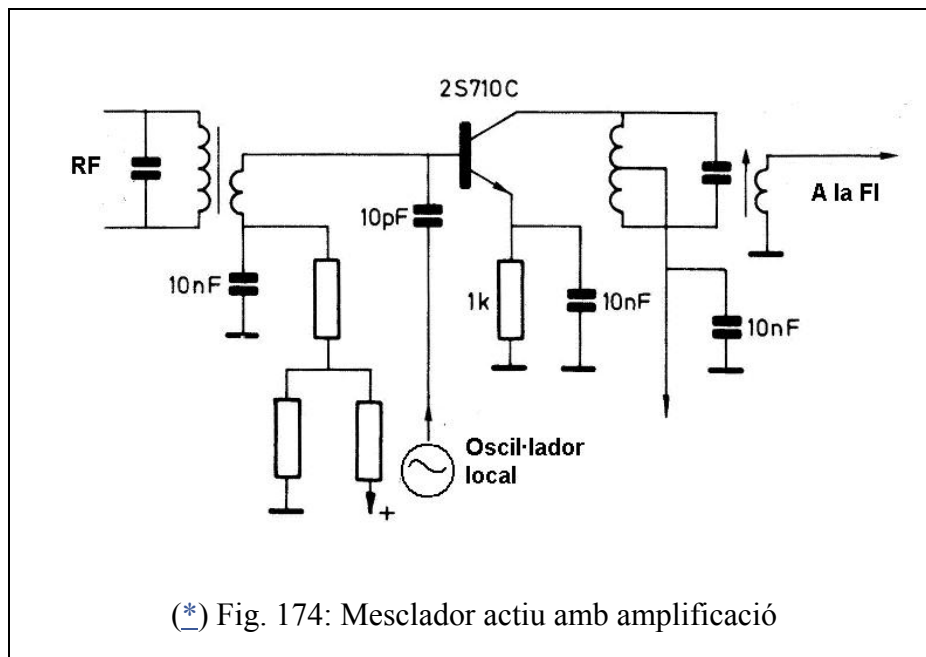 2S710C
RF
10pF
A la FI
10nF
1k
10nF
10nF
Oscil·lador
local
+
(*) Fig. 174: Mesclador actiu amb amplificació